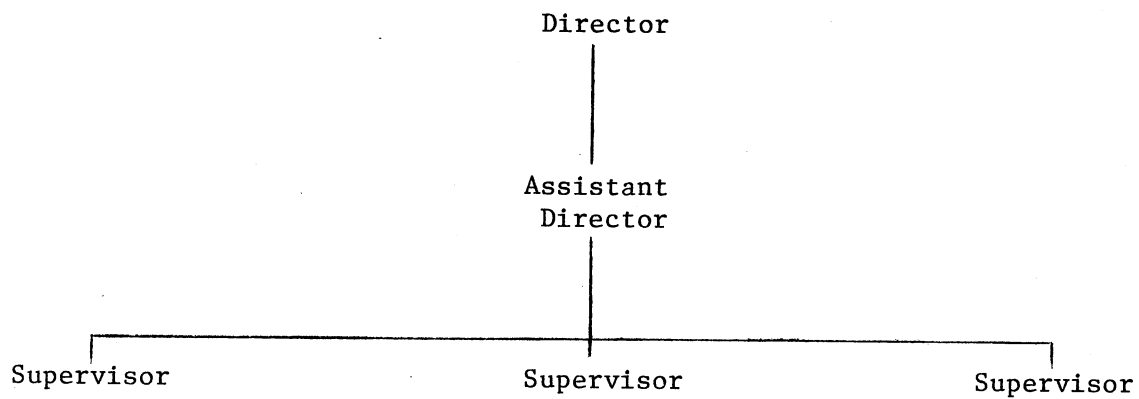 Director
Assistant
Director
Supervisor
Supervisor
Supervisor